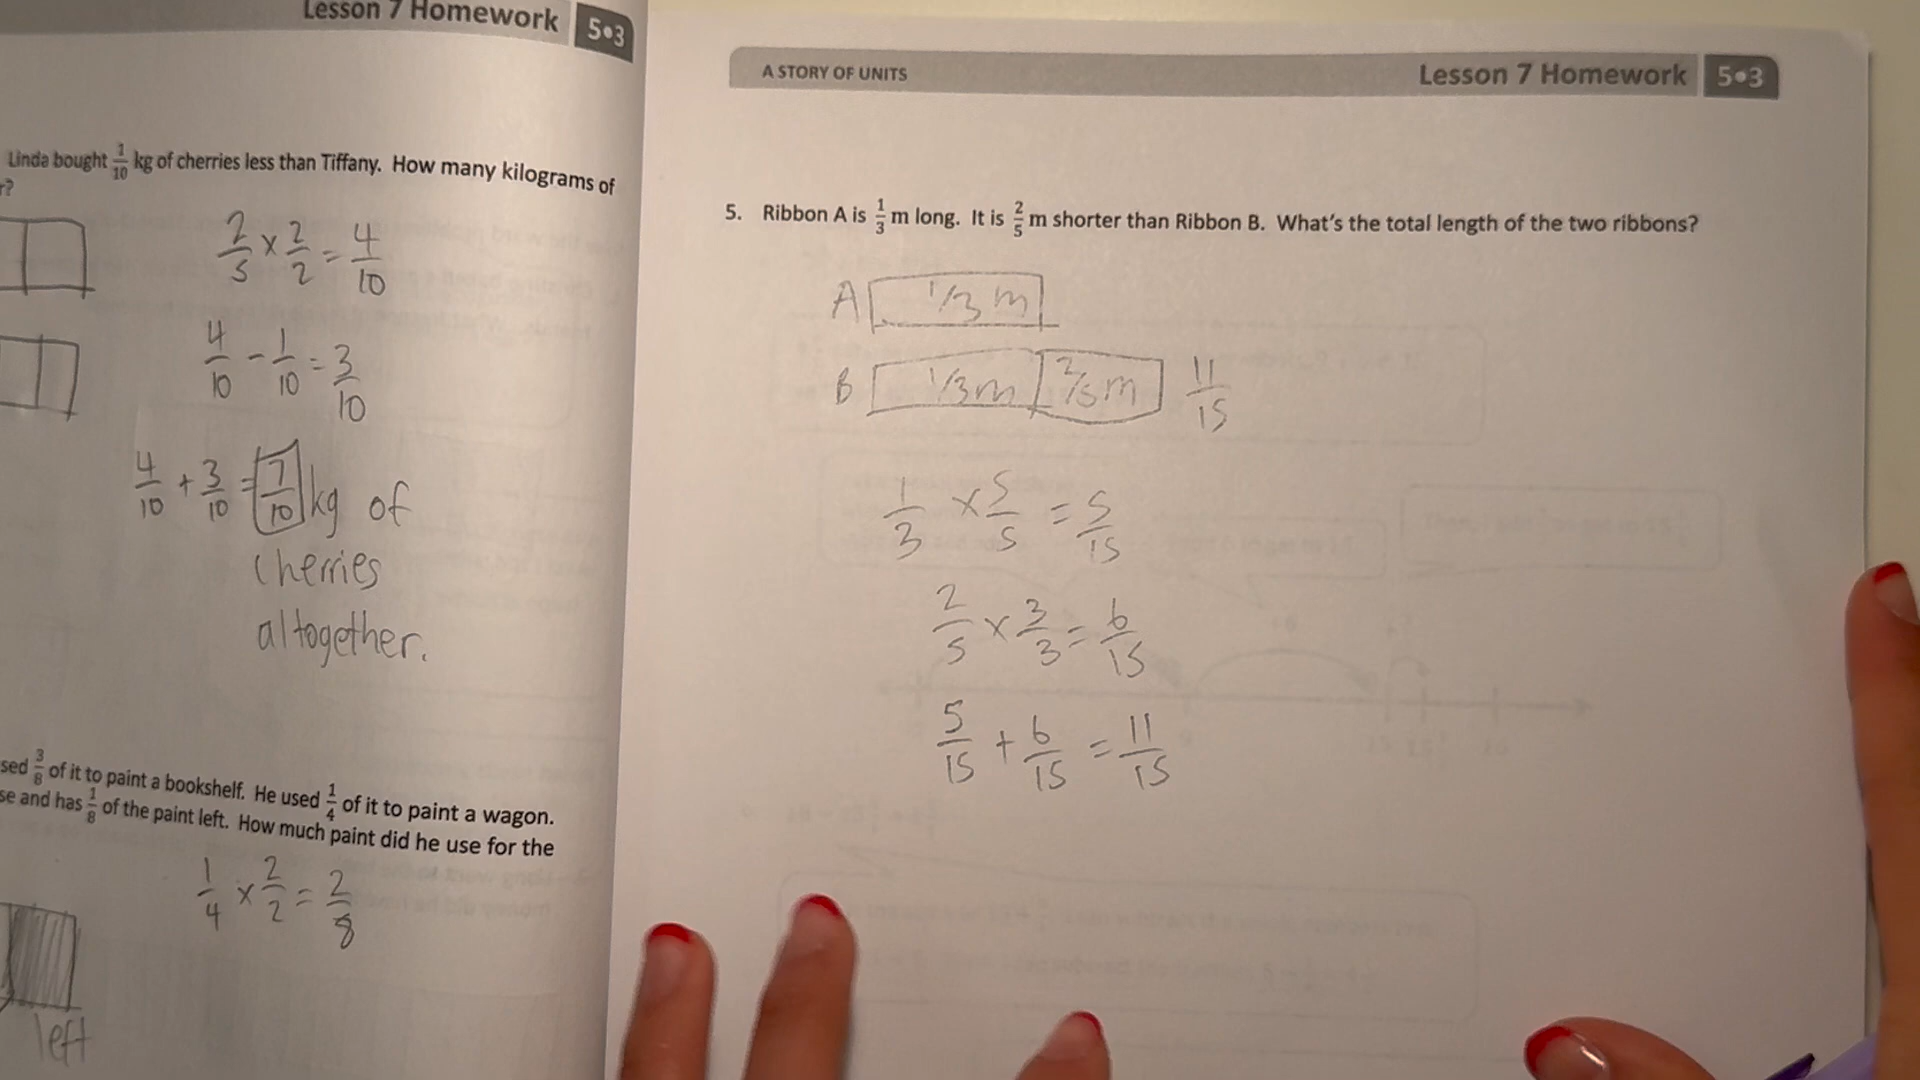 Lesson 7 Homework 5•3
Linda bought 1/10 kg of cherries less than Tiffany. How many kilograms of
r?
2/5 × 2/2 = 4/10
4/10 - 1/10 = 3/10
4/10 + 3/10 = 7/10 kg of
cherries
altogether.
sed 3/8 of it to paint a bookshelf. He used 1/4 of it to paint a wagon.
se and has 1/8 of the paint left. How much paint did he use for the
1/4 × 2/2 = 2/8
left
A STORY OF UNITS Lesson 7 Homework 5•3
5. Ribbon A is 1/3 m long. It is 2/5 m shorter than Ribbon B. What's the total length of the two ribbons?
A 1/3 m
B 1/3 m 2/5 m 11/15
1/3 × 5/5 = 5/15
2/5 × 3/3 = 6/15
5/15 + 6/15 = 11/15